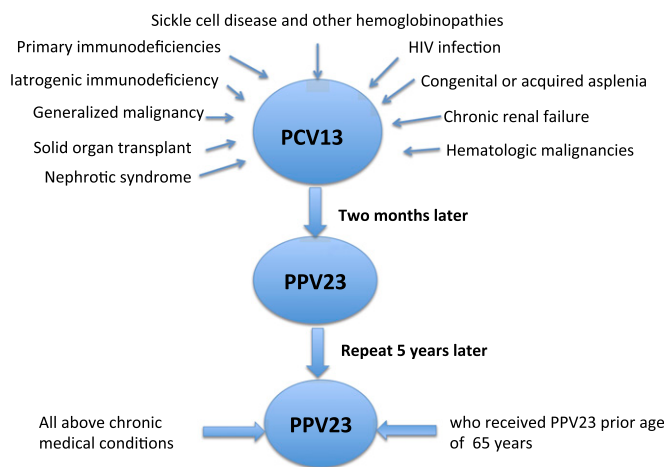 Sickle cell disease and other hemoglobinopathies
Primary immunodeficiencies
HIV infection
Iatrogenic immunodeficiency
Congenital or acquired asplenia
Generalized malignancy
Chronic renal failure
PCV13
Solid organ transplant
Hematologic malignancies
Nephrotic syndrome
Two months later
PPV23
Repeat 5 years later
PPV23
All above chronic
medical conditions
who received PPV23 prior age
of 65 years